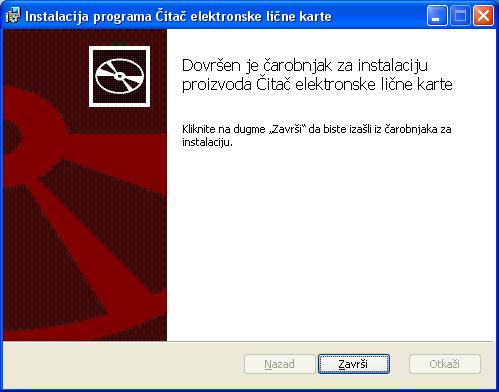 Instalacija programa Čitač elektronske lične karte
Dovršen je čarobnjak za instalaciju
proizvoda Čitač elektronske lične karte
Kliknite na dugme „Završi“ da biste izašli iz čarobnjaka za
instalaciju.
Nazad
Završi
Otkaži